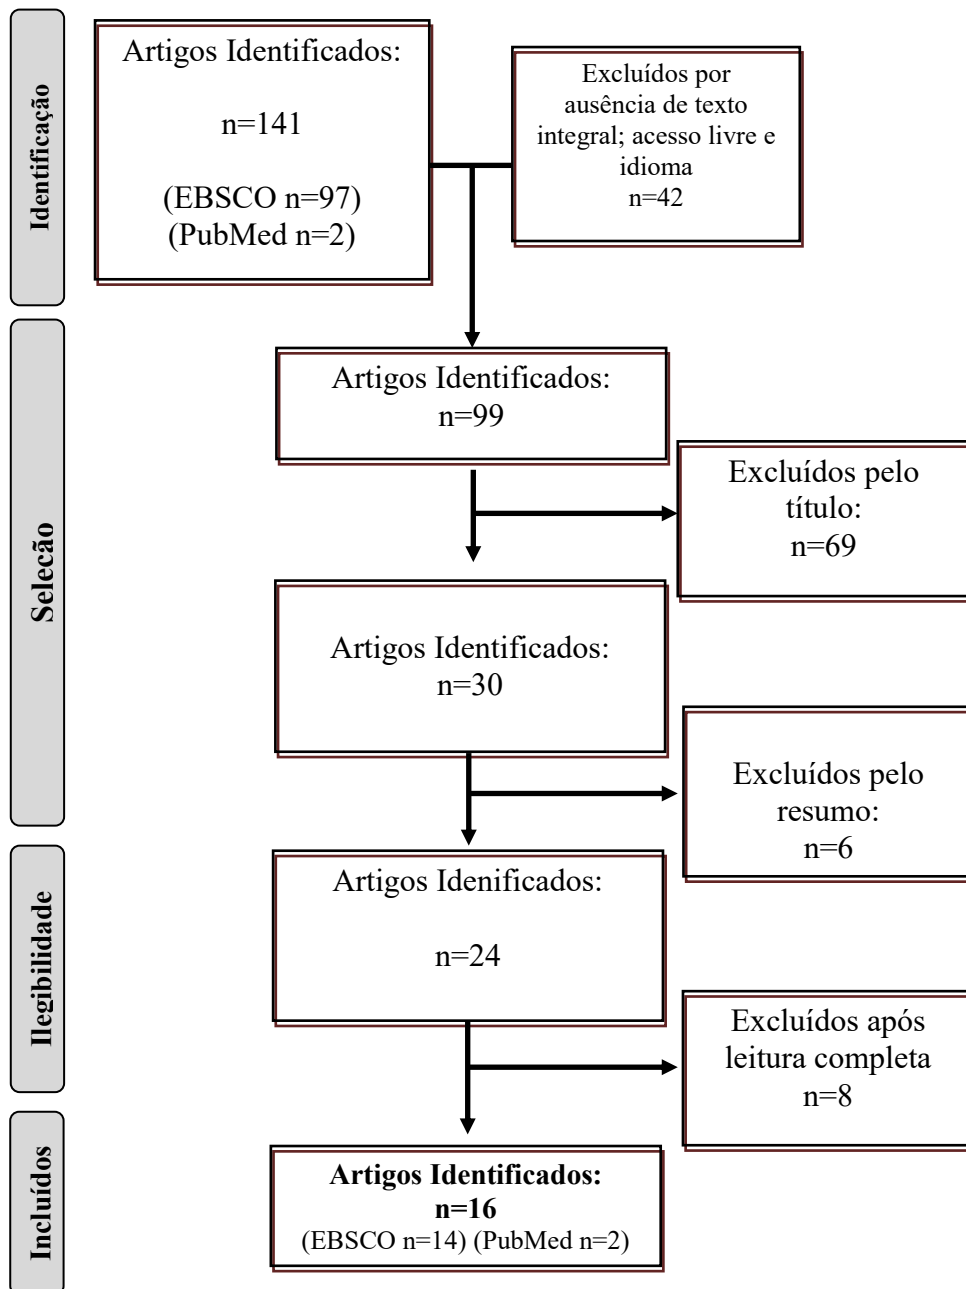 Identificação
Artigos Identificados:
n=141
(EBSCO n=97)
(PubMed n=2)
Excluídos por
ausência de texto
integral; acesso livre e
idioma
n=42
Seleção
Artigos Identificados:
n=99
Excluídos pelo
título:
n=69
Artigos Identificados:
n=30
Excluídos pelo
resumo:
n=6
Ilegibilidade
Artigos Idenificados:
n=24
Excluídos após
leitura completa
n=8
Incluídos
Artigos Identificados:
n=16
(EBSCO n=14) (PubMed n=2)